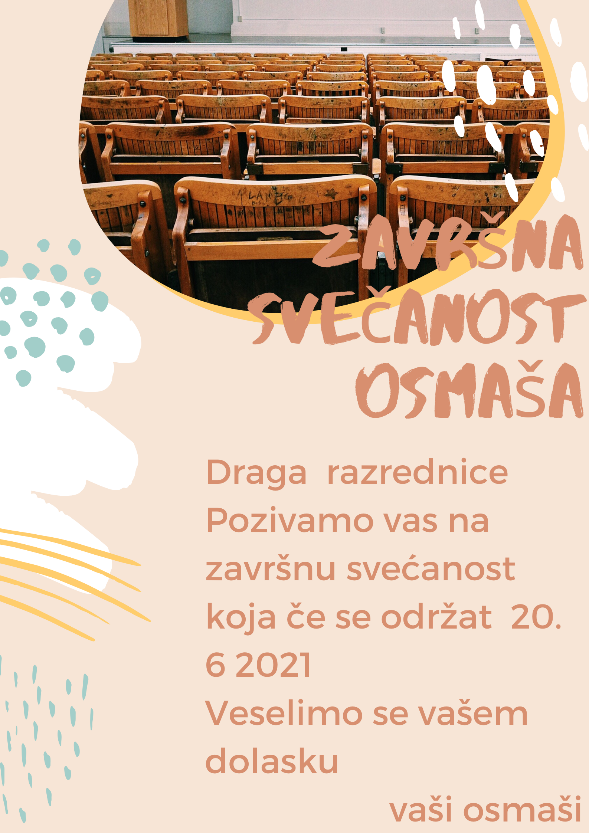 ZAVRŠNA
SVEČANOST
OSMAŠA
Draga razrednice
Pozivamo vas na
završnu svećanost
koja če se održat 20.
6 2021
Veselimo se vašem
dolasku
vaši osmaši